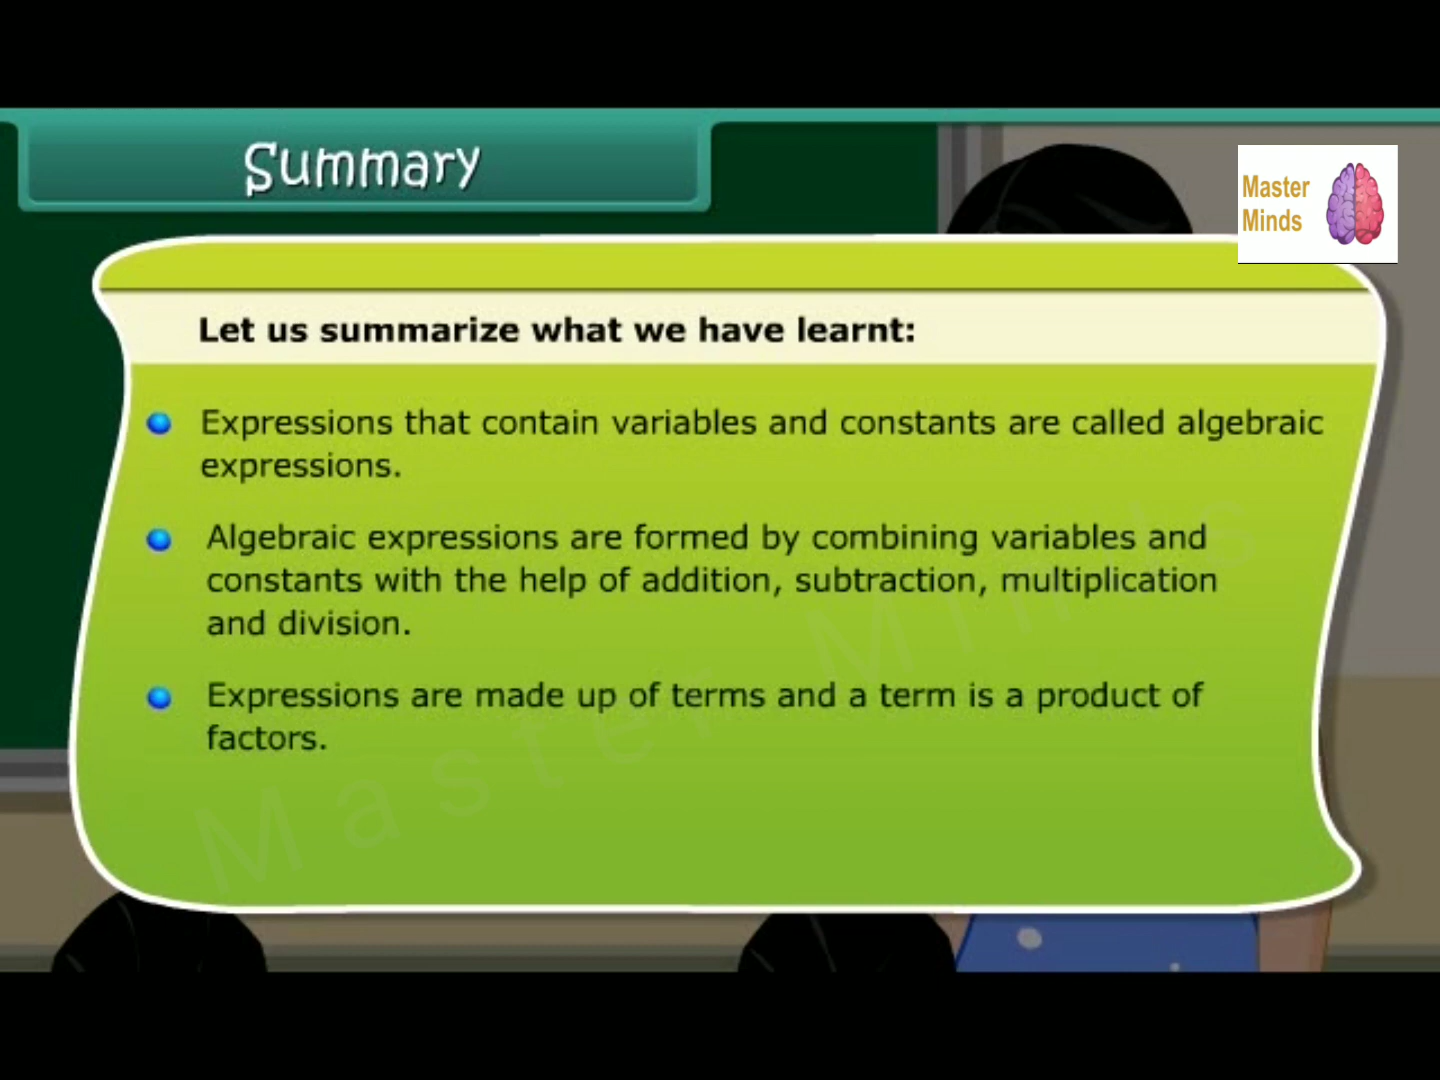 Summary
Master
Minds
Let us summarize what we have learnt:
Expressions that contain variables and constants are called algebraic
expressions.
Algebraic expressions are formed by combining variables and
constants with the help of addition, subtraction, multiplication
and division.
Expressions are made up of terms and a term is a product of
factors.
Master Minds